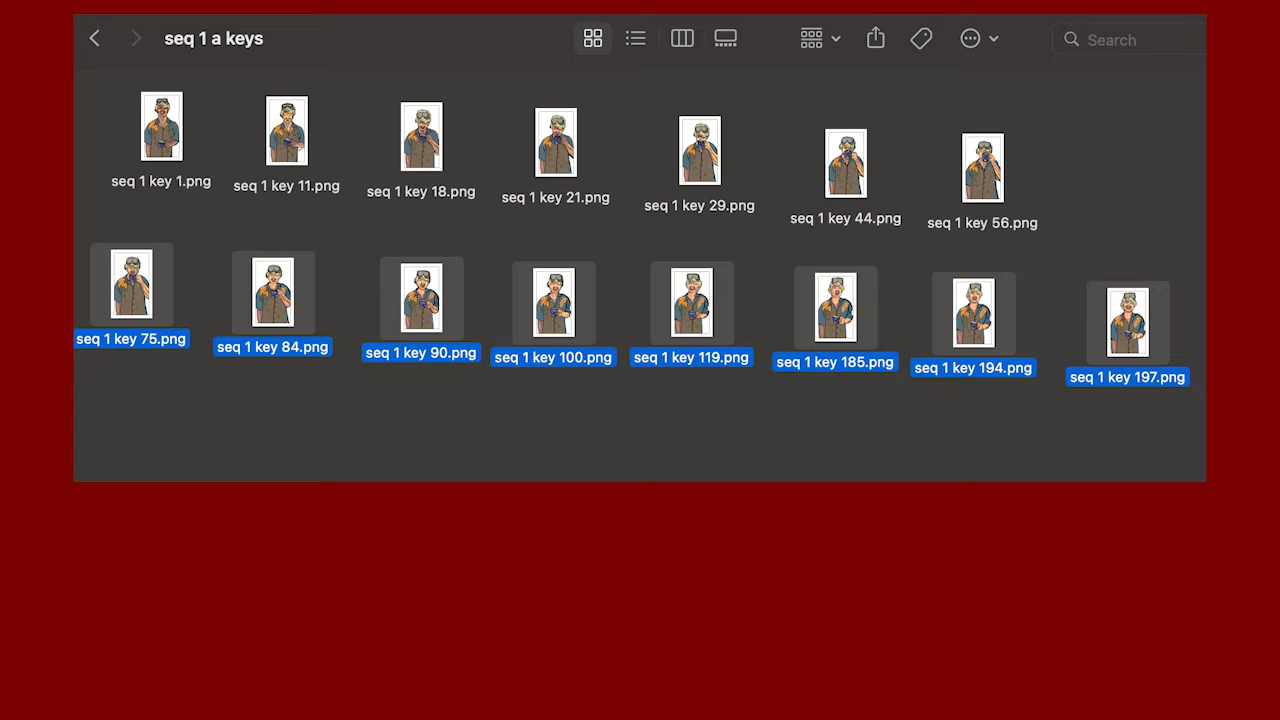 seq 1 a keys
Search
seq 1 key 1.png
seq 1 key 11.png
seq 1 key 18.png
seq 1 key 21.png
seq 1 key 29.png
seq 1 key 44.png
seq 1 key 56.png
seq 1 key 75.png
seq 1 key 84.png
seq 1 key 90.png
seq 1 key 100.png
seq 1 key 119.png
seq 1 key 185.png
seq 1 key 194.png
seq 1 key 197.png